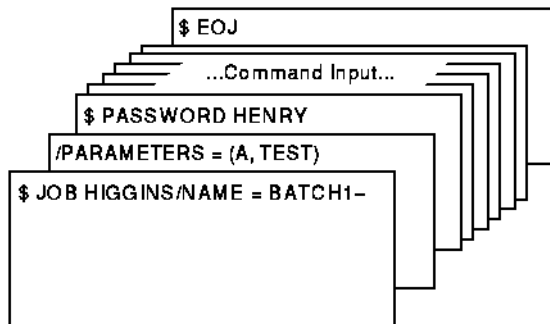 $ EOJ
...Command Input...
$ PASSWORD HENRY
/PARAMETERS = (A, TEST)
$ JOB HIGGINS/NAME = BATCH1–